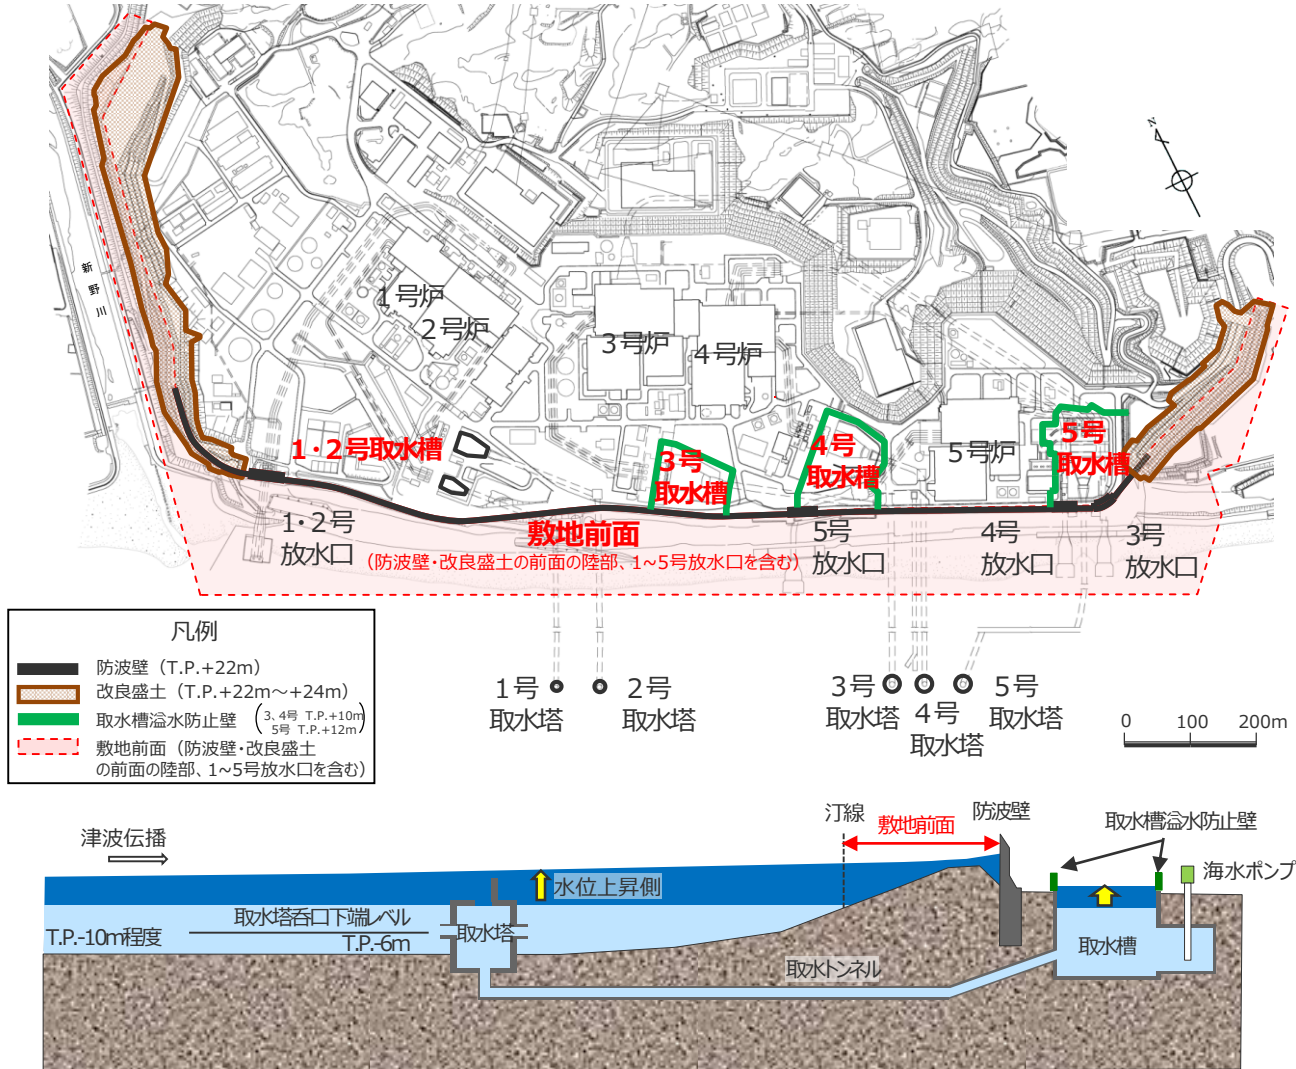 N
新野川
1号炉
2号炉
3号炉
4号炉
5号炉
1・2号取水槽
3号
取水槽
4号
取水槽
5号
取水槽
敷地前面
(防波壁・改良盛土の前面の陸部、1~5号放水口を含む)
1・2号
放水口
5号
放水口
4号
放水口
3号
放水口
凡例
防波壁（T.P.+22m）
改良盛土（T.P.+22m～+24m）
取水槽溢水防止壁
(3、4号 T.P.+10m
5号 T.P.+12m)
敷地前面（防波壁・改良盛土
の前面の陸部、1~5号放水口を含む）
1号
取水塔
2号
取水塔
3号
取水塔
4号
取水塔
5号
取水塔
0 100 200m
津波伝播
汀線
敷地前面
防波壁
取水槽溢水防止壁
海水ポンプ
水位上昇側
取水塔呑口下端レベル
T.P.-6m
T.P.-10m程度
取水塔
取水トンネル
取水槽